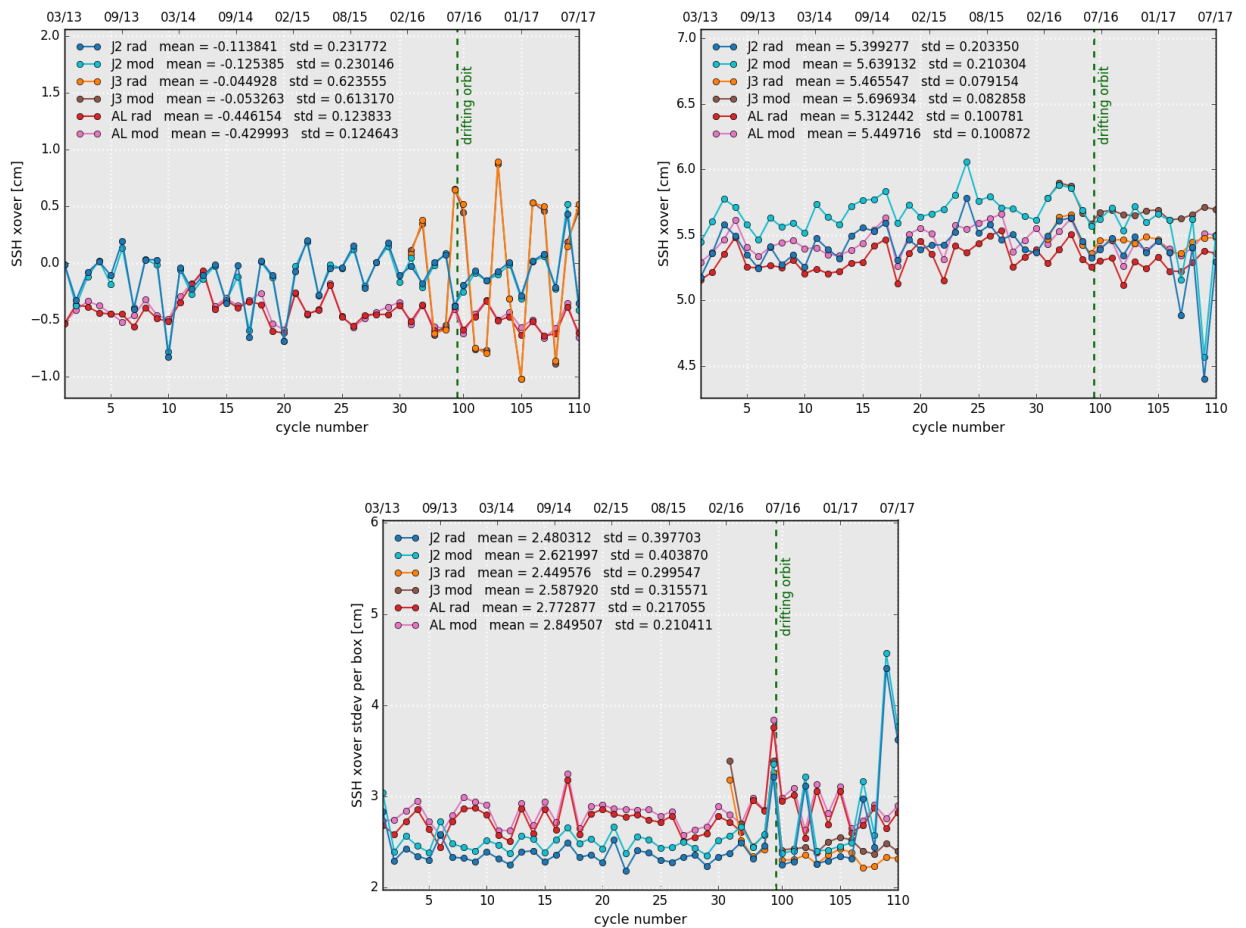 03/13 09/13 03/14 09/14 02/15 08/15 02/16 07/16 01/17 07/17
2.0
1.5
1.0
0.5
0.0
−0.5
−1.0
SSH xover [cm]
J2 rad mean = -0.113841 std = 0.231772
J2 mod mean = -0.125385 std = 0.230146
J3 rad mean = -0.044928 std = 0.623555
J3 mod mean = -0.053263 std = 0.613170
AL rad mean = -0.446154 std = 0.123833
AL mod mean = -0.429993 std = 0.124643
drifting orbit
5 10 15 20 25 30 100 105 110
cycle number
03/13 09/13 03/14 09/14 02/15 08/15 02/16 07/16 01/17 07/17
7.0
6.5
6.0
5.5
5.0
4.5
SSH xover [cm]
J2 rad mean = 5.399277 std = 0.203350
J2 mod mean = 5.639132 std = 0.210304
J3 rad mean = 5.465547 std = 0.079154
J3 mod mean = 5.696934 std = 0.082858
AL rad mean = 5.312442 std = 0.100781
AL mod mean = 5.449716 std = 0.100872
drifting orbit
5 10 15 20 25 30 100 105 110
cycle number
03/13 09/13 03/14 09/14 02/15 08/15 02/16 07/16 01/17 07/17
6
5
4
3
2
SSH xover stdev per box [cm]
J2 rad mean = 2.480312 std = 0.397703
J2 mod mean = 2.621997 std = 0.403870
J3 rad mean = 2.449576 std = 0.299547
J3 mod mean = 2.587920 std = 0.315571
AL rad mean = 2.772877 std = 0.217055
AL mod mean = 2.849507 std = 0.210411
drifting orbit
5 10 15 20 25 30 100 105 110
cycle number